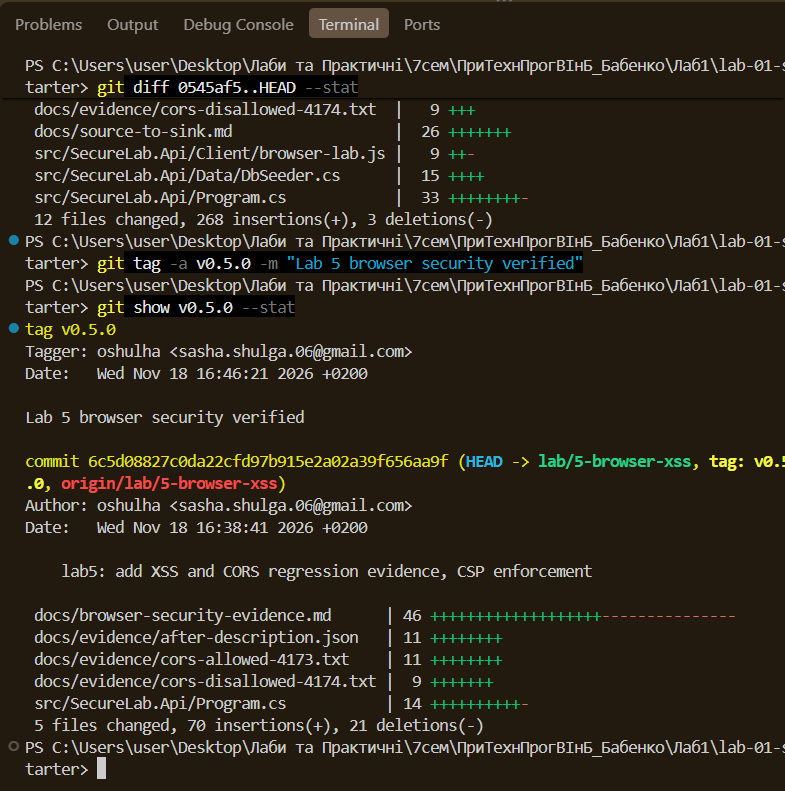 Problems Output Debug Console Terminal Ports
PS C:\Users\user\Desktop\Лаби та Практичні\7сем\ПриТехнПрогВІнБ_Бабенко\Лаб1\lab-01-s
tarter> git diff 0545af5..HEAD --stat
docs/evidence/cors-disallowed-4174.txt | 9 +++
docs/source-to-sink.md | 26 +++++++
src/SecureLab.Api/Client/browser-lab.js | 9 ++-
src/SecureLab.Api/Data/DbSeeder.cs | 15 ++++
src/SecureLab.Api/Program.cs | 33 ++++++++-
12 files changed, 268 insertions(+), 3 deletions(-)
PS C:\Users\user\Desktop\Лаби та Практичні\7сем\ПриТехнПрогВІнБ_Бабенко\Лаб1\lab-01-s
tarter> git tag -a v0.5.0 -m "Lab 5 browser security verified"
PS C:\Users\user\Desktop\Лаби та Практичні\7сем\ПриТехнПрогВІнБ_Бабенко\Лаб1\lab-01-s
tarter> git show v0.5.0 --stat
tag v0.5.0
Tagger: oshulha <sasha.shulga.06@gmail.com>
Date: Wed Nov 18 16:46:21 2026 +0200
Lab 5 browser security verified
commit 6c5d08827c0da22cfd97b915e2a02a39f656aa9f (HEAD -> lab/5-browser-xss, tag: v0.5
.0, origin/lab/5-browser-xss)
Author: oshulha <sasha.shulga.06@gmail.com>
Date: Wed Nov 18 16:38:41 2026 +0200
lab5: add XSS and CORS regression evidence, CSP enforcement
docs/browser-security-evidence.md | 46 ++++++++++++++++++++---------------
docs/evidence/after-description.json | 11 ++++++++
docs/evidence/cors-allowed-4173.txt | 11 ++++++++
docs/evidence/cors-disallowed-4174.txt | 9 +++++++
src/SecureLab.Api/Program.cs | 14 ++++++++++-
5 files changed, 70 insertions(+), 21 deletions(-)
PS C:\Users\user\Desktop\Лаби та Практичні\7сем\ПриТехнПрогВІнБ_Бабенко\Лаб1\lab-01-s
tarter>